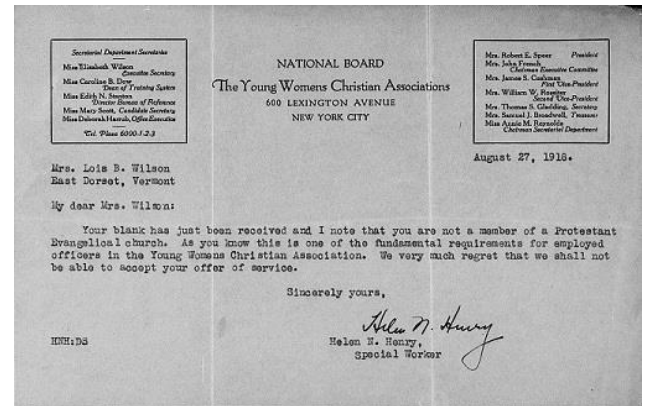 Secretarial Department Secretaries
Miss Elizabeth Wilson
Executive Secretary
Miss Caroline B. Dow
Dean of Training System
Miss Edith N. Stanton
Director Bureau of Reference
Miss Mary Scott, Candidate Secretary
Miss Deborah Harrah, Office Executive
Tel. Plaza 6000-1-2-3
NATIONAL BOARD
The Young Womens Christian Associations
600 LEXINGTON AVENUE
NEW YORK CITY
Mrs. Robert E. Speer President
Mrs. John French
Chairman Executive Committee
Mrs. James S. Cushman
First Vice-President
Mrs. William W. Rossiter
Second Vice-President
Mrs. Thomas S. Gladding, Secretary
Mrs. Samuel J. Broadwell, Treasurer
Miss Annie M. Reynolds
Chairman Secretarial Department
August 27, 1918.
Mrs. Lois B. Wilson
East Dorset, Vermont
My dear Mrs. Wilson:
Your blank has just been received and I note that you are not a member of a Protestant
Evangelical church. As you know this is one of the fundamental requirements for employed
officers in the Young Womens Christian Association. We very much regret that we shall not
be able to accept your offer of service.
Sincerely yours,
Helen N. Henry
HNH:DS
Helen N. Henry,
Special Worker